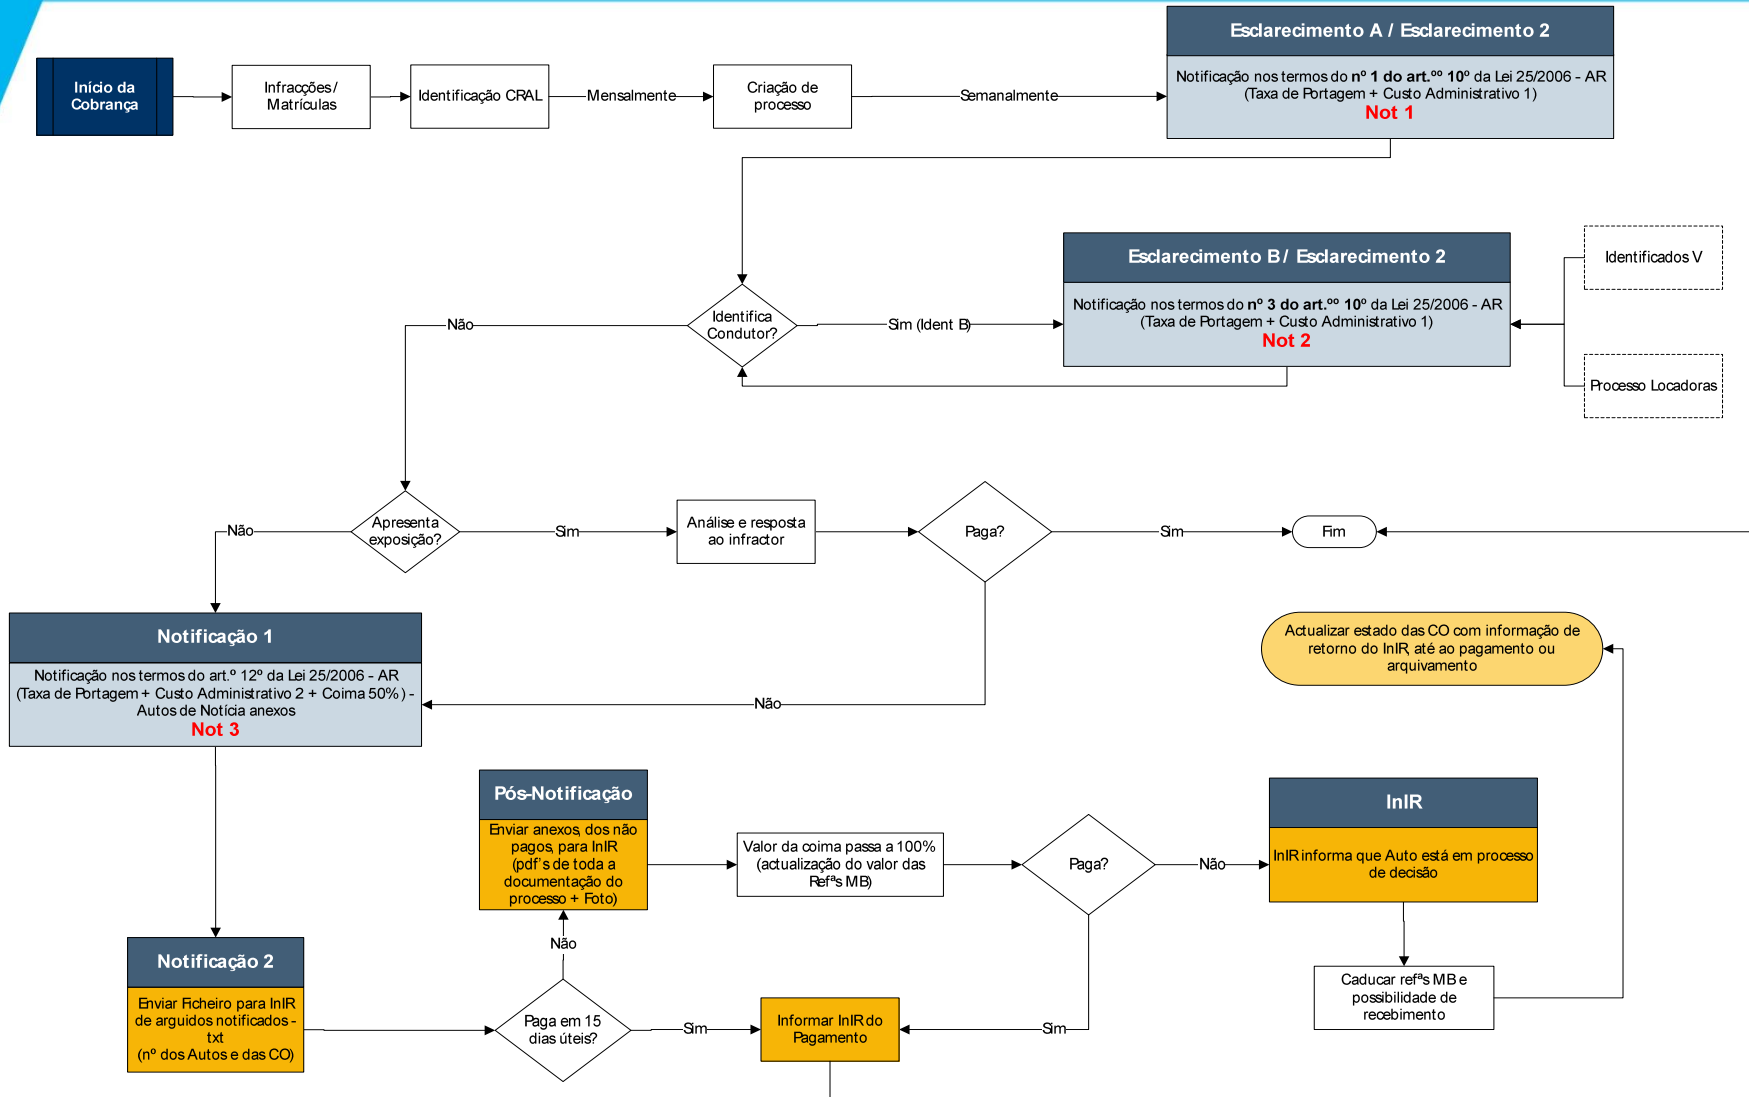 Início da
Cobrança
Infracções/
Matrículas
Identificação CRAL
Mensalmente
Criação de
processo
Semanalmente
Esclarecimento A / Esclarecimento 2
Notificação nos termos do nº 1 do art.ºº 10º da Lei 25/2006 - AR
(Taxa de Portagem + Custo Administrativo 1)
Not 1
Identifica
Condutor?
Não
Sim (Ident B)
Esclarecimento B / Esclarecimento 2
Notificação nos termos do nº 3 do art.ºº 10º da Lei 25/2006 - AR
(Taxa de Portagem + Custo Administrativo 1)
Not 2
Identificados V
Processo Locadoras
Não
Apresenta
exposição?
Sim
Análise e resposta
ao infractor
Paga?
Sim
Fim
Notificação 1
Notificação nos termos do art.º 12º da Lei 25/2006 - AR
(Taxa de Portagem + Custo Administrativo 2 + Coima 50%) -
Autos de Notícia anexos
Not 3
Não
Actualizar estado das CO com informação de
retorno do InIR, até ao pagamento ou
arquivamento
Pós-Notificação
Enviar anexos, dos não
pagos, para InIR
(pdf's de toda a
documentação do
processo + Foto)
Valor da coima passa a 100%
(actualização do valor das
Refªs MB)
Paga?
Não
InIR
InIR informa que Auto está em processo
de decisão
Não
Notificação 2
Enviar Ficheiro para InIR
de arguidos notificados -
txt
(nº dos Autos e das CO)
Paga em 15
dias úteis?
Sim
Informar InIR do
Pagamento
Sim
Caducar refªs MB e
possibilidade de
recebimento